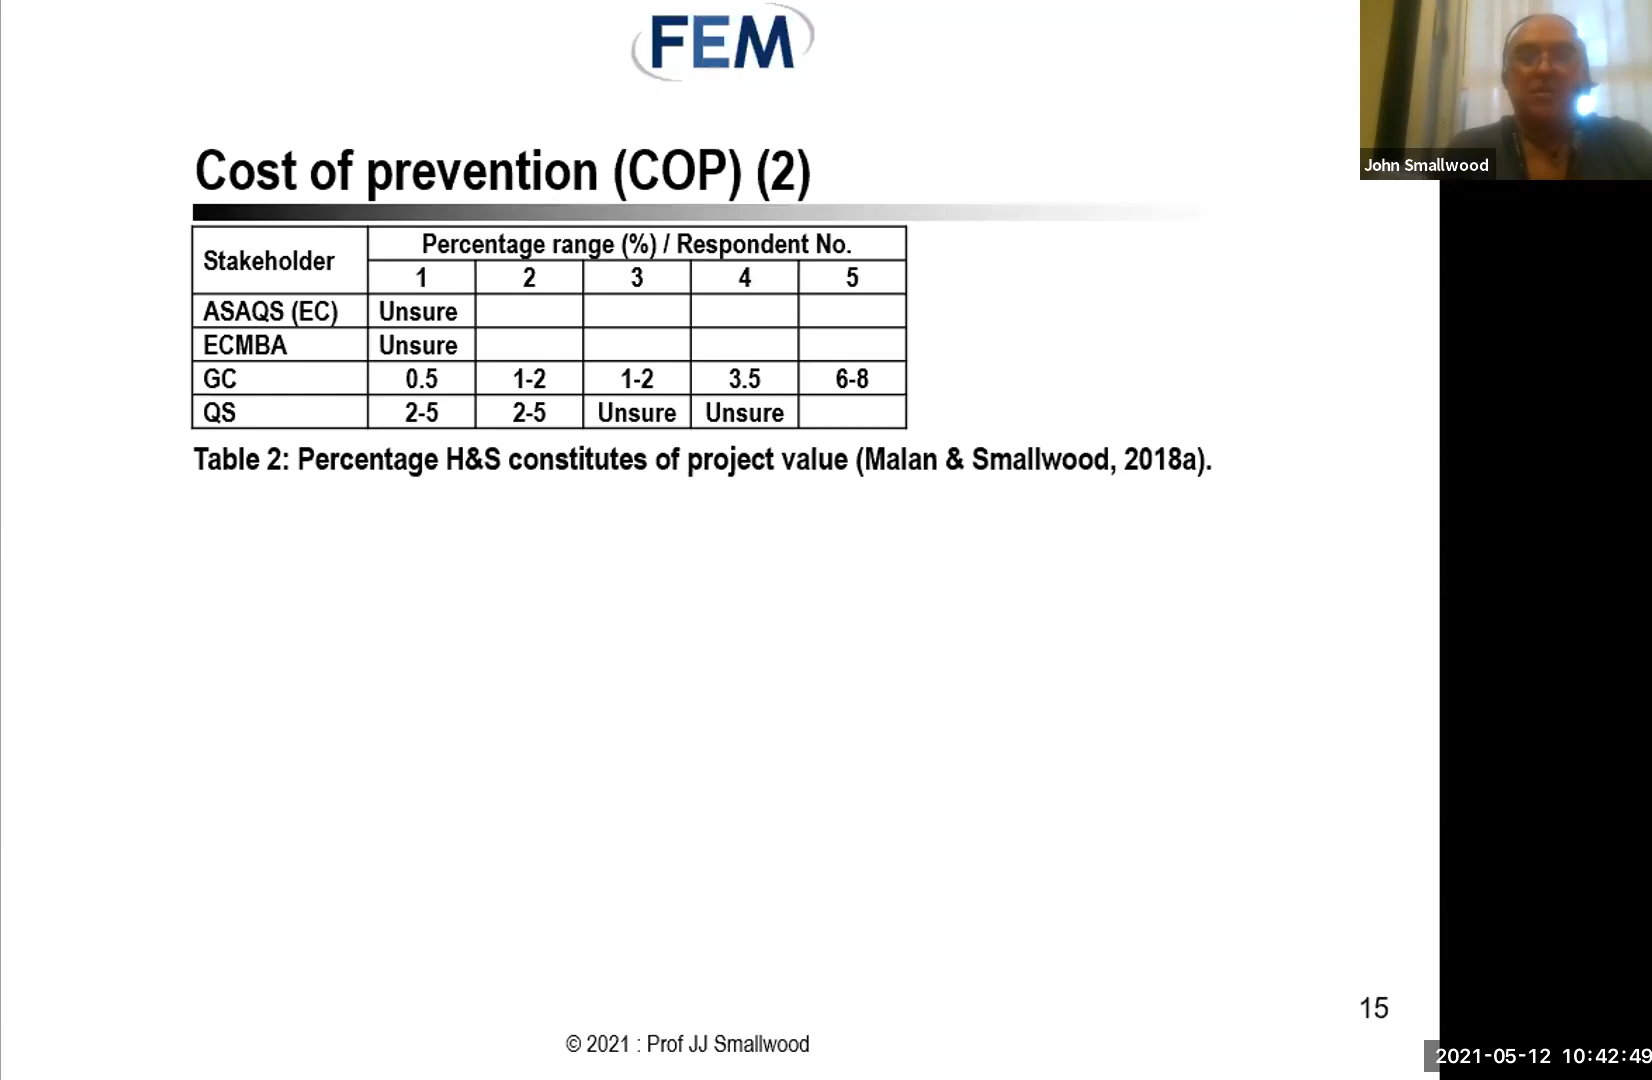 FEM
John Smallwood
Cost of prevention (COP) (2)
Stakeholder Percentage range (%) / Respondent No.
1 2 3 4 5
ASAQS (EC) Unsure
ECMBA Unsure
GC 0.5 1-2 1-2 3.5 6-8
QS 2-5 2-5 Unsure Unsure
Table 2: Percentage H&S constitutes of project value (Malan & Smallwood, 2018a).
15
© 2021 : Prof JJ Smallwood
2021-05-12 10:42:49